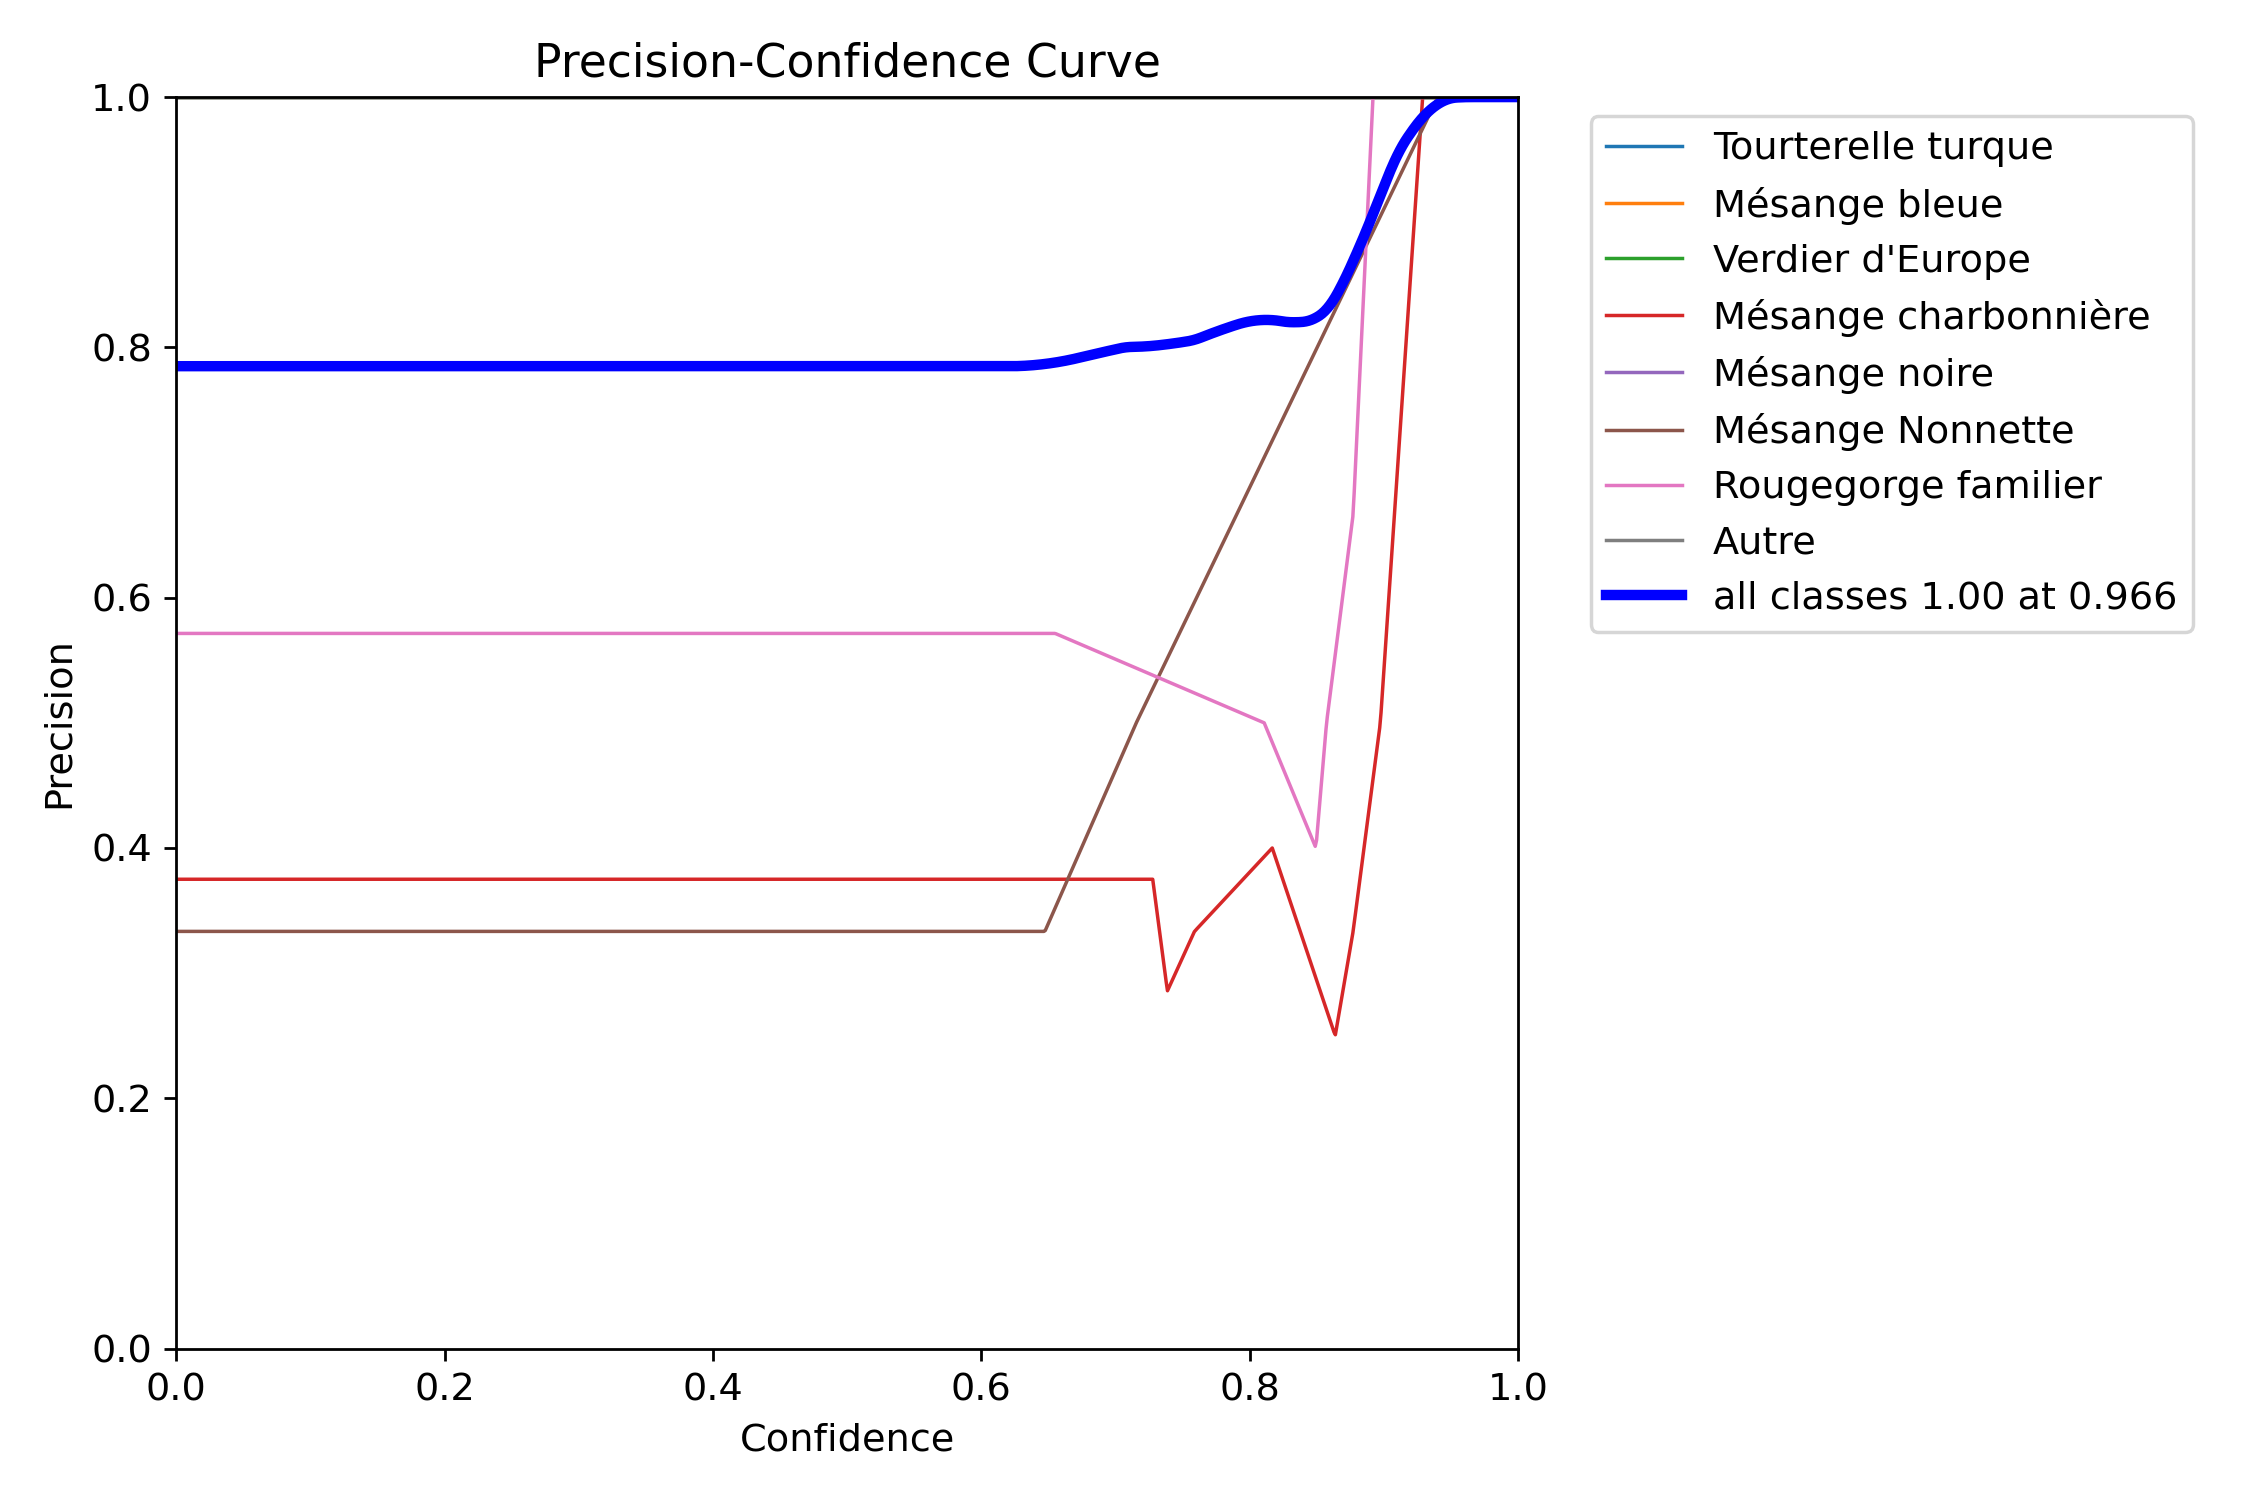 Precision-Confidence Curve
1.0
0.8
0.6
0.4
0.2
0.0
Precision
0.0 0.2 0.4 0.6 0.8 1.0
Confidence
Tourterelle turque
Mésange bleue
Verdier d'Europe
Mésange charbonnière
Mésange noire
Mésange Nonnette
Rougegorge familier
Autre
all classes 1.00 at 0.966